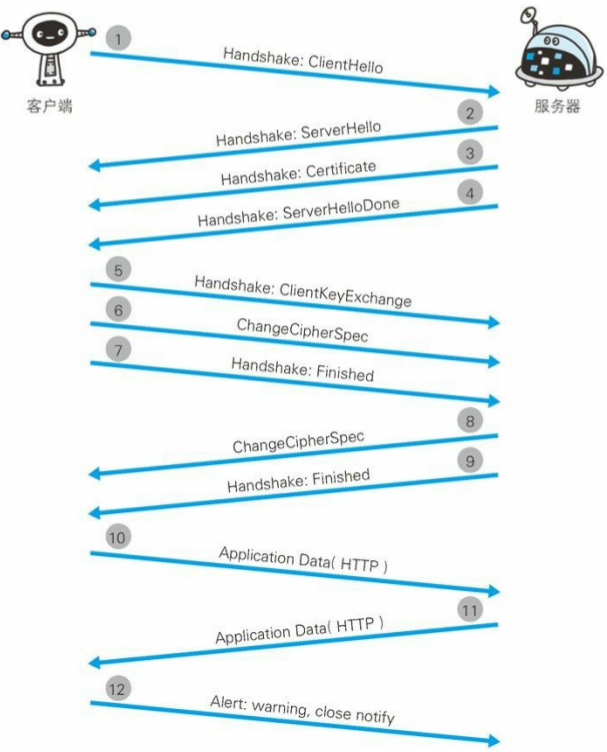 1
Handshake: ClientHello
客户端
服务器
2
Handshake: ServerHello
3
Handshake: Certificate
4
Handshake: ServerHelloDone
5
Handshake: ClientKeyExchange
6
ChangeCipherSpec
7
Handshake: Finished
8
ChangeCipherSpec
9
Handshake: Finished
10
Application Data( HTTP )
11
Application Data( HTTP )
12
Alert: warning, close notify